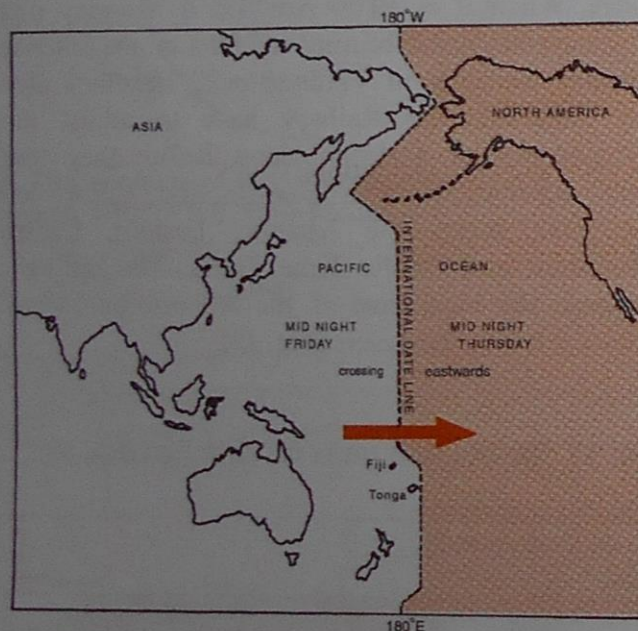 180°W
ASIA
NORTH AMERICA
INTERNATIONAL DATE LINE
PACIFIC OCEAN
MID NIGHT
FRIDAY
MID NIGHT
THURSDAY
crossing eastwards
Fiji
Tonga
180°E